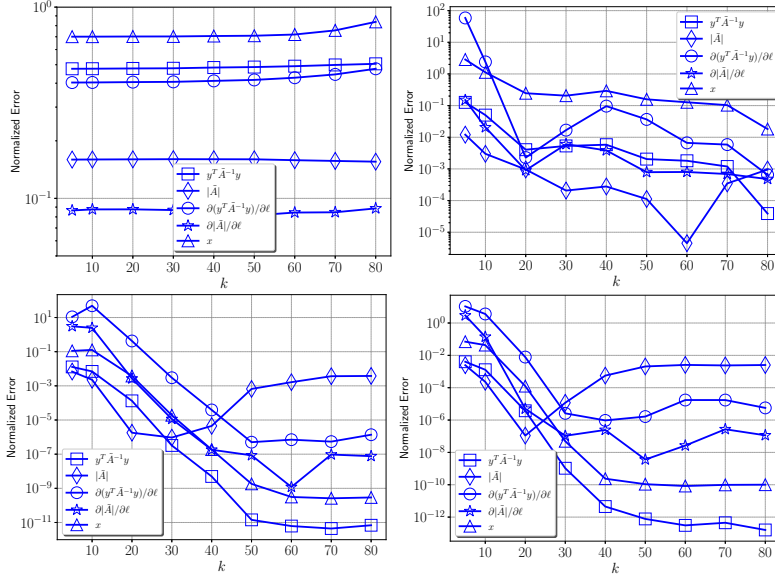 10^0
10^{-1}
Normalized Error
y^T Ã^{-1} y
|Ã|
∂(y^T Ã^{-1} y)/∂ℓ
∂|Ã|/∂ℓ
x
10 20 30 40 50 60 70 80
k
10^2
10^1
10^0
10^{-1}
10^{-2}
10^{-3}
10^{-4}
10^{-5}
Normalized Error
y^T Ã^{-1} y
|Ã|
∂(y^T Ã^{-1} y)/∂ℓ
∂|Ã|/∂ℓ
x
10 20 30 40 50 60 70 80
k
10^1
10^{-1}
10^{-3}
10^{-5}
10^{-7}
10^{-9}
10^{-11}
Normalized Error
y^T Ã^{-1} y
|Ã|
∂(y^T Ã^{-1} y)/∂ℓ
∂|Ã|/∂ℓ
x
10 20 30 40 50 60 70 80
k
10^0
10^{-2}
10^{-4}
10^{-6}
10^{-8}
10^{-10}
10^{-12}
Normalized Error
y^T Ã^{-1} y
|Ã|
∂(y^T Ã^{-1} y)/∂ℓ
∂|Ã|/∂ℓ
x
10 20 30 40 50 60 70 80
k